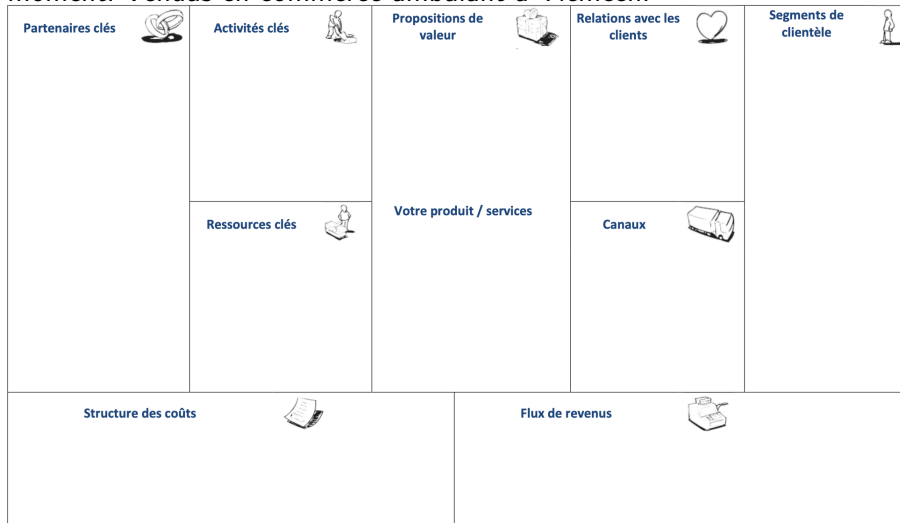 Partenaires clés
Activités clés
Propositions de
valeur
Relations avec les
clients
Segments de
clientèle
Ressources clés
Votre produit / services
Canaux
Structure des coûts
Flux de revenus